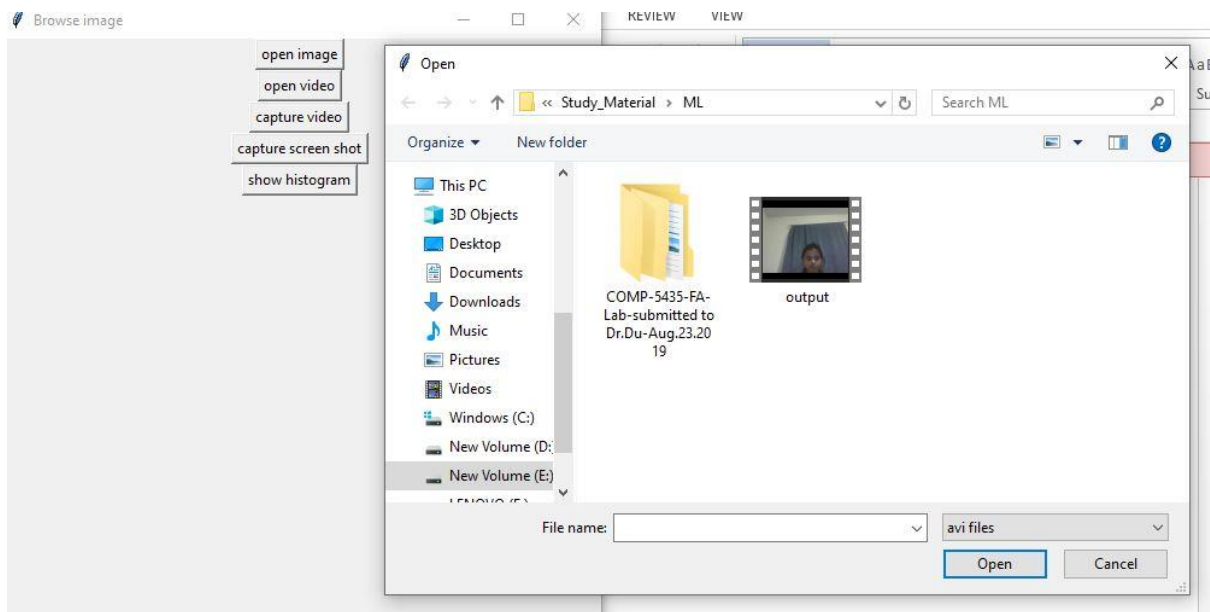 Browse image
REVIEW VIEW
open image
open video
capture video
capture screen shot
show histogram
Open
« Study_Material › ML
Search ML
Organize
New folder
This PC
3D Objects
Desktop
Documents
Downloads
Music
Pictures
Videos
Windows (C:)
New Volume (D:
New Volume (E:)
COMP-5435-FA-
Lab-submitted to
Dr.Du-Aug.23.20
19
output
File name:
avi files
Open
Cancel